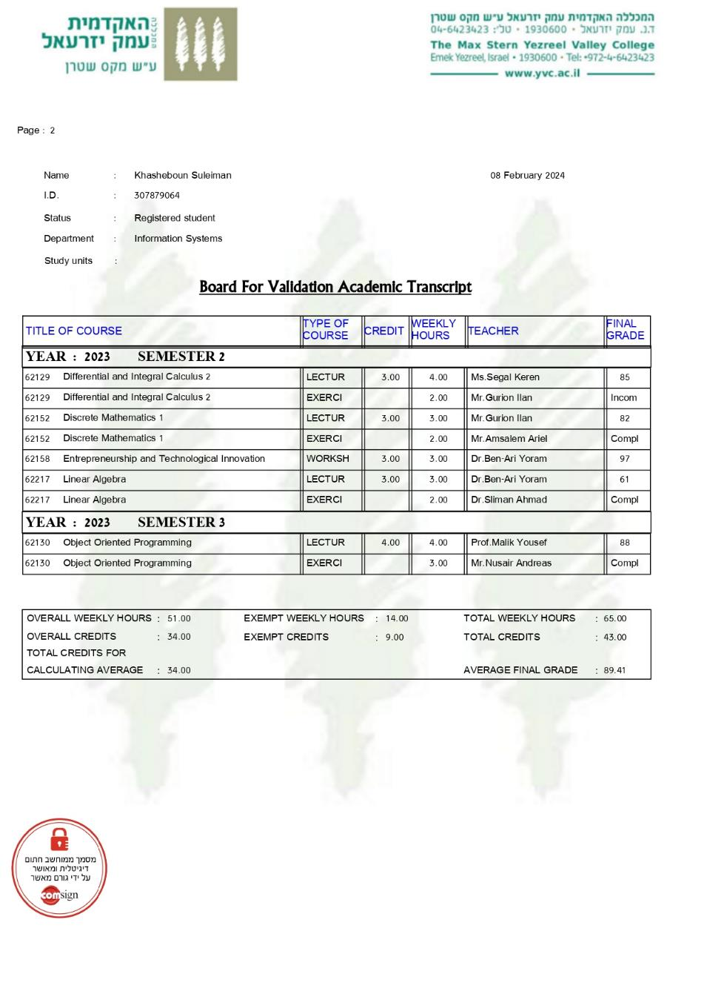 האקדמית
המכללה
עמק יזרעאל
ע״ש מקס שטרן
המכללה האקדמית עמק יזרעאל ע״ש מקס שטרן
ד.נ. עמק יזרעאל • 1930600 • טל': 04-6423423
The Max Stern Yezreel Valley College
Emek Yezreel, Israel • 1930600 • Tel: •972-4-6423423
www.yvc.ac.il
Page : 2
Name : Khasheboun Suleiman 08 February 2024
I.D. : 307879064
Status : Registered student
Department : Information Systems
Study units :
Board For Validation Academic Transcript
TITLE OF COURSE TYPE OF COURSE CREDIT WEEKLY HOURS TEACHER FINAL GRADE
YEAR : 2023 SEMESTER 2
62129 Differential and Integral Calculus 2 LECTUR 3.00 4.00 Ms.Segal Keren 85
62129 Differential and Integral Calculus 2 EXERCI 2.00 Mr.Gurion Ilan Incom
62152 Discrete Mathematics 1 LECTUR 3.00 3.00 Mr.Gurion Ilan 82
62152 Discrete Mathematics 1 EXERCI 2.00 Mr.Amsalem Ariel Compl
62158 Entrepreneurship and Technological Innovation WORKSH 3.00 3.00 Dr.Ben-Ari Yoram 97
62217 Linear Algebra LECTUR 3.00 3.00 Dr.Ben-Ari Yoram 61
62217 Linear Algebra EXERCI 2.00 Dr.Sliman Ahmad Compl
YEAR : 2023 SEMESTER 3
62130 Object Oriented Programming LECTUR 4.00 4.00 Prof.Malik Yousef 88
62130 Object Oriented Programming EXERCI 3.00 Mr.Nusair Andreas Compl
OVERALL WEEKLY HOURS : 51.00 EXEMPT WEEKLY HOURS : 14.00 TOTAL WEEKLY HOURS : 65.00
OVERALL CREDITS : 34.00 EXEMPT CREDITS : 9.00 TOTAL CREDITS : 43.00
TOTAL CREDITS FOR
CALCULATING AVERAGE : 34.00 AVERAGE FINAL GRADE : 89.41
מסמך ממוחשב חתום
דיגיטלית ומאושר
על ידי גורם מאשר
comsign